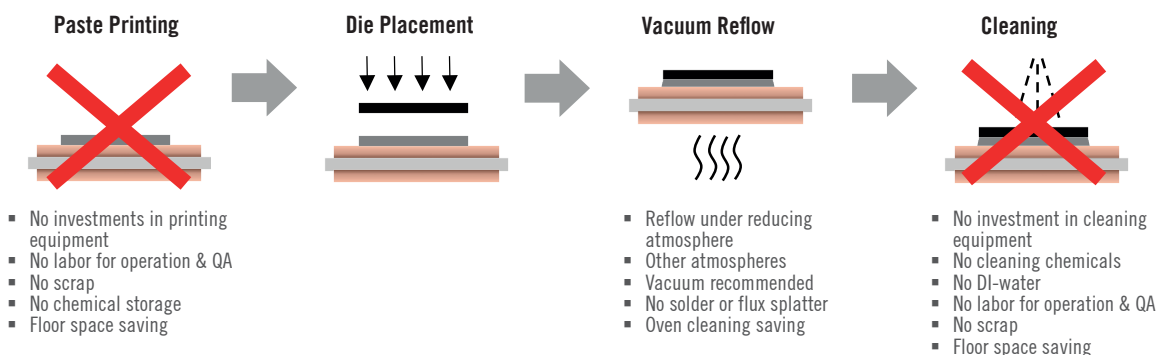 Paste Printing
Die Placement
Vacuum Reflow
Cleaning
▪ No investments in printing
equipment
▪ No labor for operation & QA
▪ No scrap
▪ No chemical storage
▪ Floor space saving
▪ Reflow under reducing
atmosphere
▪ Other atmospheres
▪ Vacuum recommended
▪ No solder or flux splatter
▪ Oven cleaning saving
▪ No investment in cleaning
equipment
▪ No cleaning chemicals
▪ No DI-water
▪ No labor for operation & QA
▪ No scrap
▪ Floor space saving